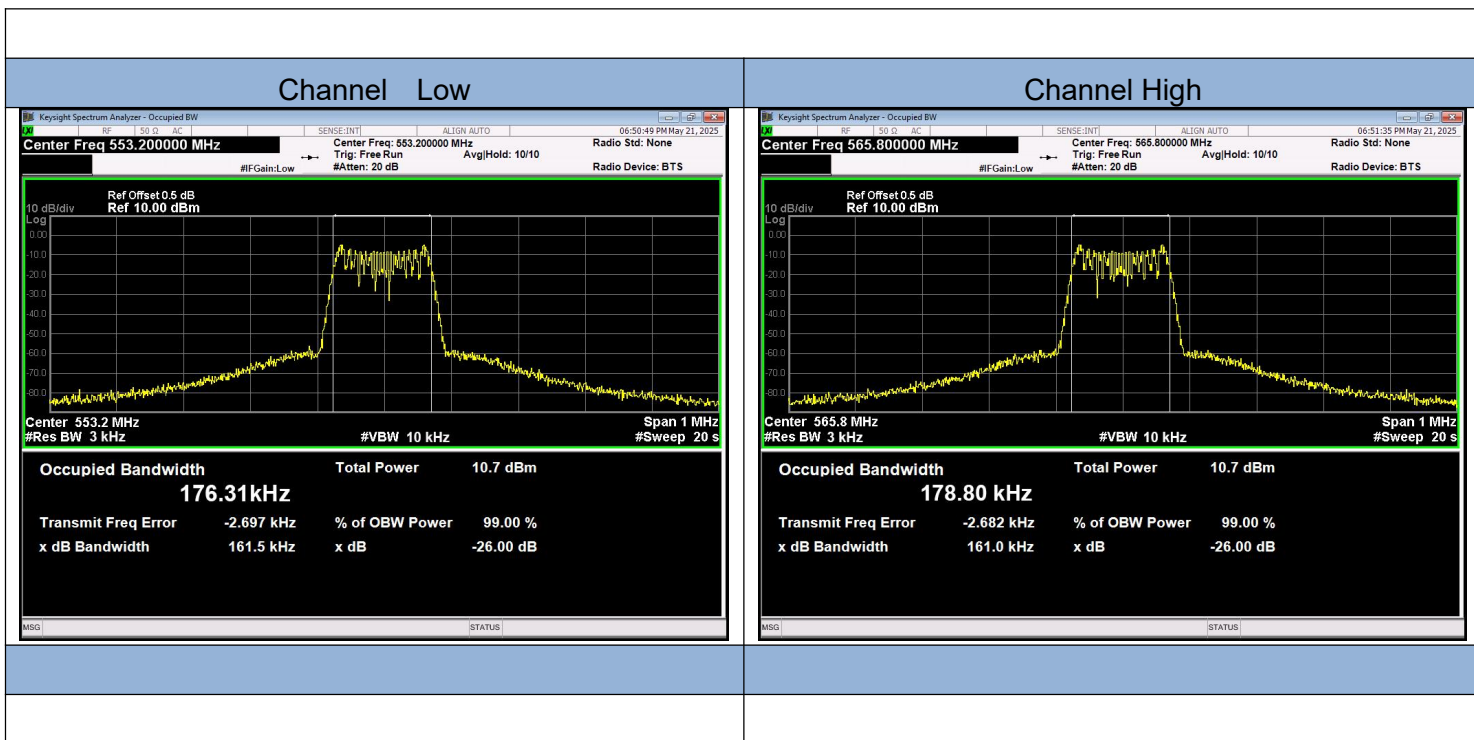 Channel Low
Keysight Spectrum Analyzer - Occupied BW
LXI RF 50 Ω AC SENSE:INT ALIGN AUTO 06:50:49 PM May 21, 2025
Center Freq 553.200000 MHz Center Freq: 553.200000 MHz Radio Std: None
Trig: Free Run Avg|Hold: 10/10
#IFGain:Low #Atten: 20 dB Radio Device: BTS
Ref Offset 0.5 dB
10 dB/div Ref 10.00 dBm
Log
0.00
-10.0
-20.0
-30.0
-40.0
-50.0
-60.0
-70.0
-80.0
Center 553.2 MHz Span 1 MHz
#Res BW 3 kHz #VBW 10 kHz #Sweep 20 s
Occupied Bandwidth Total Power 10.7 dBm
176.31kHz
Transmit Freq Error -2.697 kHz % of OBW Power 99.00 %
x dB Bandwidth 161.5 kHz x dB -26.00 dB
MSG STATUS
Channel High
Keysight Spectrum Analyzer - Occupied BW
LXI RF 50 Ω AC SENSE:INT ALIGN AUTO 06:51:35 PM May 21, 2025
Center Freq 565.800000 MHz Center Freq: 565.800000 MHz Radio Std: None
Trig: Free Run Avg|Hold: 10/10
#IFGain:Low #Atten: 20 dB Radio Device: BTS
Ref Offset 0.5 dB
10 dB/div Ref 10.00 dBm
Log
0.00
-10.0
-20.0
-30.0
-40.0
-50.0
-60.0
-70.0
-80.0
Center 565.8 MHz Span 1 MHz
#Res BW 3 kHz #VBW 10 kHz #Sweep 20 s
Occupied Bandwidth Total Power 10.7 dBm
178.80 kHz
Transmit Freq Error -2.682 kHz % of OBW Power 99.00 %
x dB Bandwidth 161.0 kHz x dB -26.00 dB
MSG STATUS